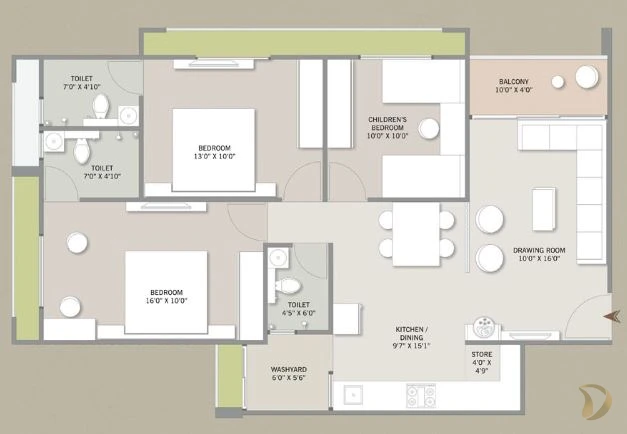 TOILET
7'0" X 4'10"
BALCONY
10'0" X 4'0"
CHILDREN'S
BEDROOM
10'0" X 10'0"
BEDROOM
13'0" X 10'0"
TOILET
7'0" X 4'10"
DRAWING ROOM
10'0" X 16'0"
BEDROOM
16'0" X 10'0"
TOILET
4'5" X 6'0"
KITCHEN /
DINING
9'7" X 15'1"
STORE
4'0" X
4'9"
WASHYARD
6'0" X 5'6"